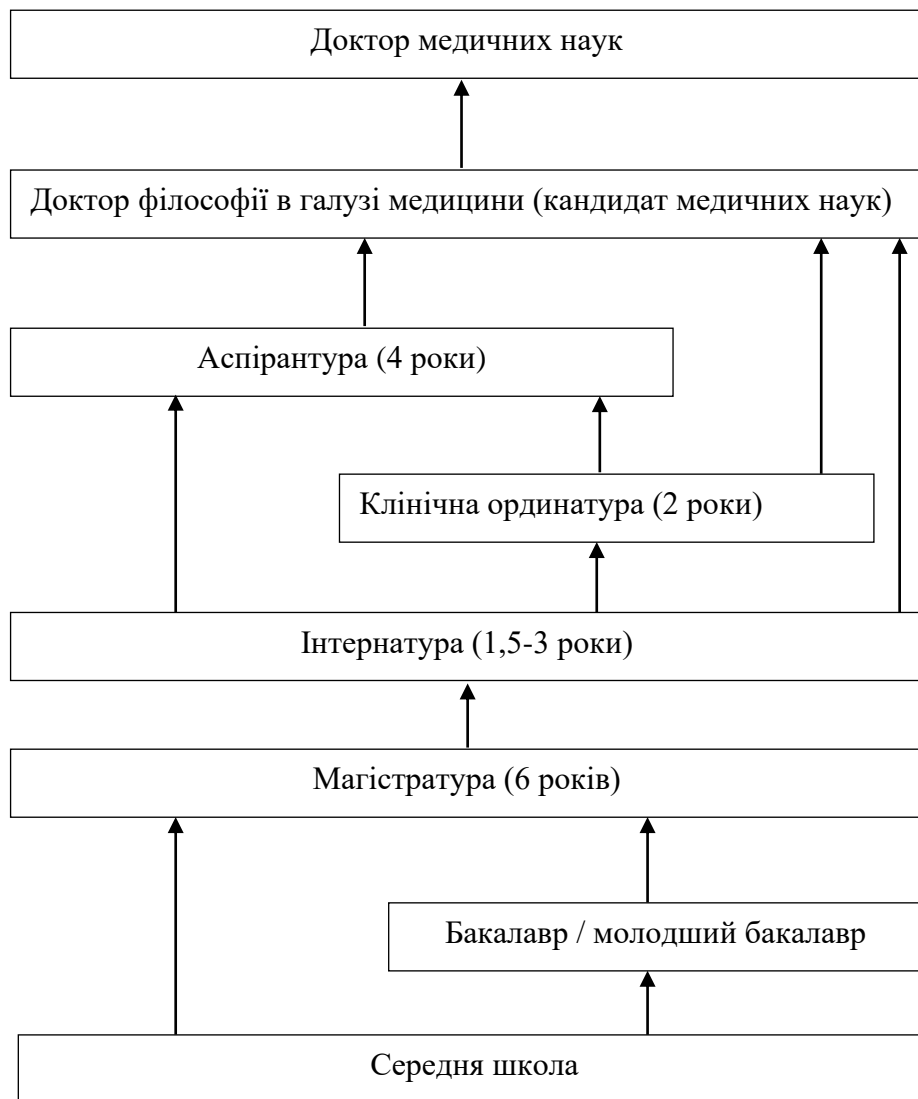 Доктор медичних наук
Доктор філософії в галузі медицини (кандидат медичних наук)
Аспірантура (4 роки)
Клінічна ординатура (2 роки)
Інтернатура (1,5-3 роки)
Магістратура (6 років)
Бакалавр / молодший бакалавр
Середня школа